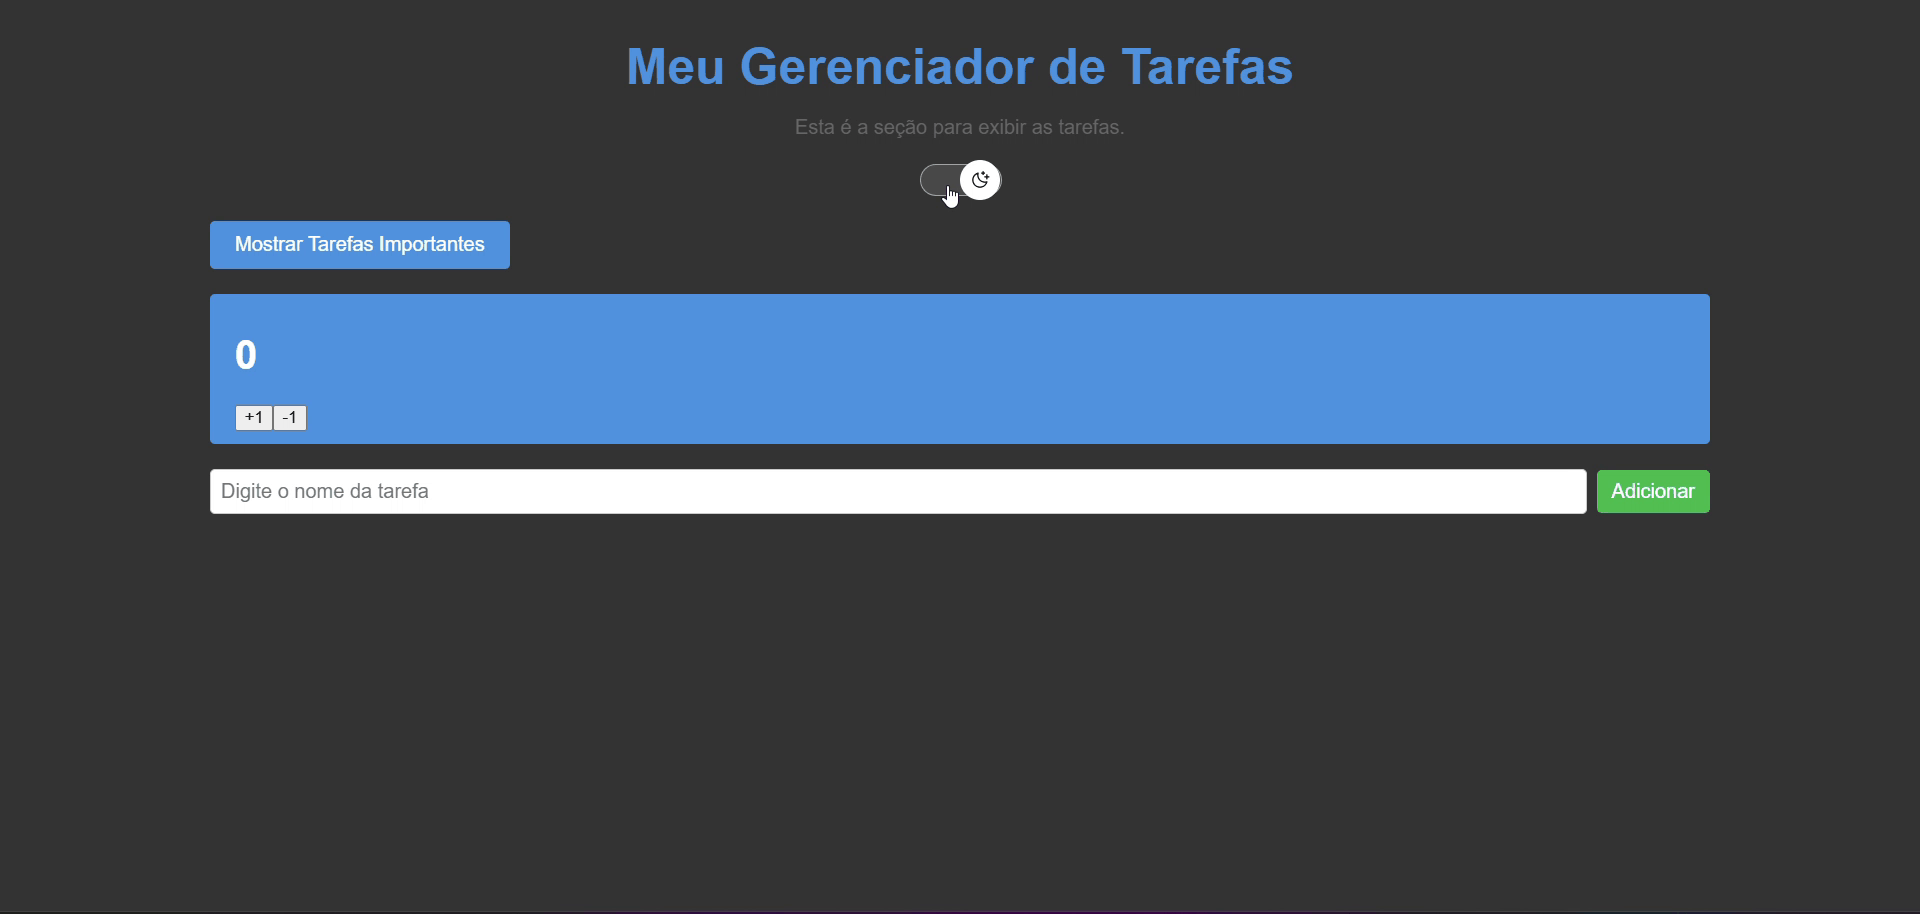 Meu Gerenciador de Tarefas
Esta é a seção para exibir as tarefas.
Mostrar Tarefas Importantes
0
+1 -1
Digite o nome da tarefa Adicionar